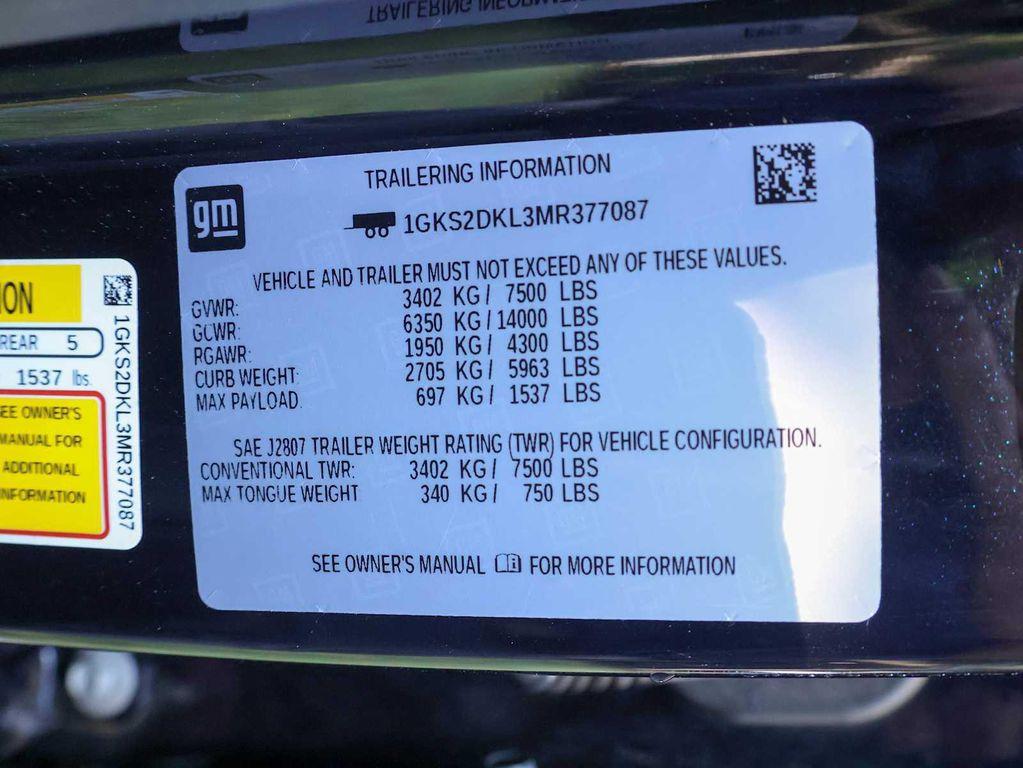 TRAILERING INFORMATION
gm
1GKS2DKL3MR377087
VEHICLE AND TRAILER MUST NOT EXCEED ANY OF THESE VALUES.
GVWR: 3402 KG / 7500 LBS
GCWR: 6350 KG / 14000 LBS
RGAWR: 1950 KG / 4300 LBS
CURB WEIGHT: 2705 KG / 5963 LBS
MAX PAYLOAD: 697 KG / 1537 LBS
SAE J2807 TRAILER WEIGHT RATING (TWR) FOR VEHICLE CONFIGURATION.
CONVENTIONAL TWR: 3402 KG / 7500 LBS
MAX TONGUE WEIGHT 340 KG / 750 LBS
SEE OWNER'S MANUAL FOR MORE INFORMATION
ION
REAR 5
1537 lbs.
SEE OWNER'S
MANUAL FOR
ADDITIONAL
INFORMATION
1GKS2DKL3MR377087
TRAILERING INFORMATION